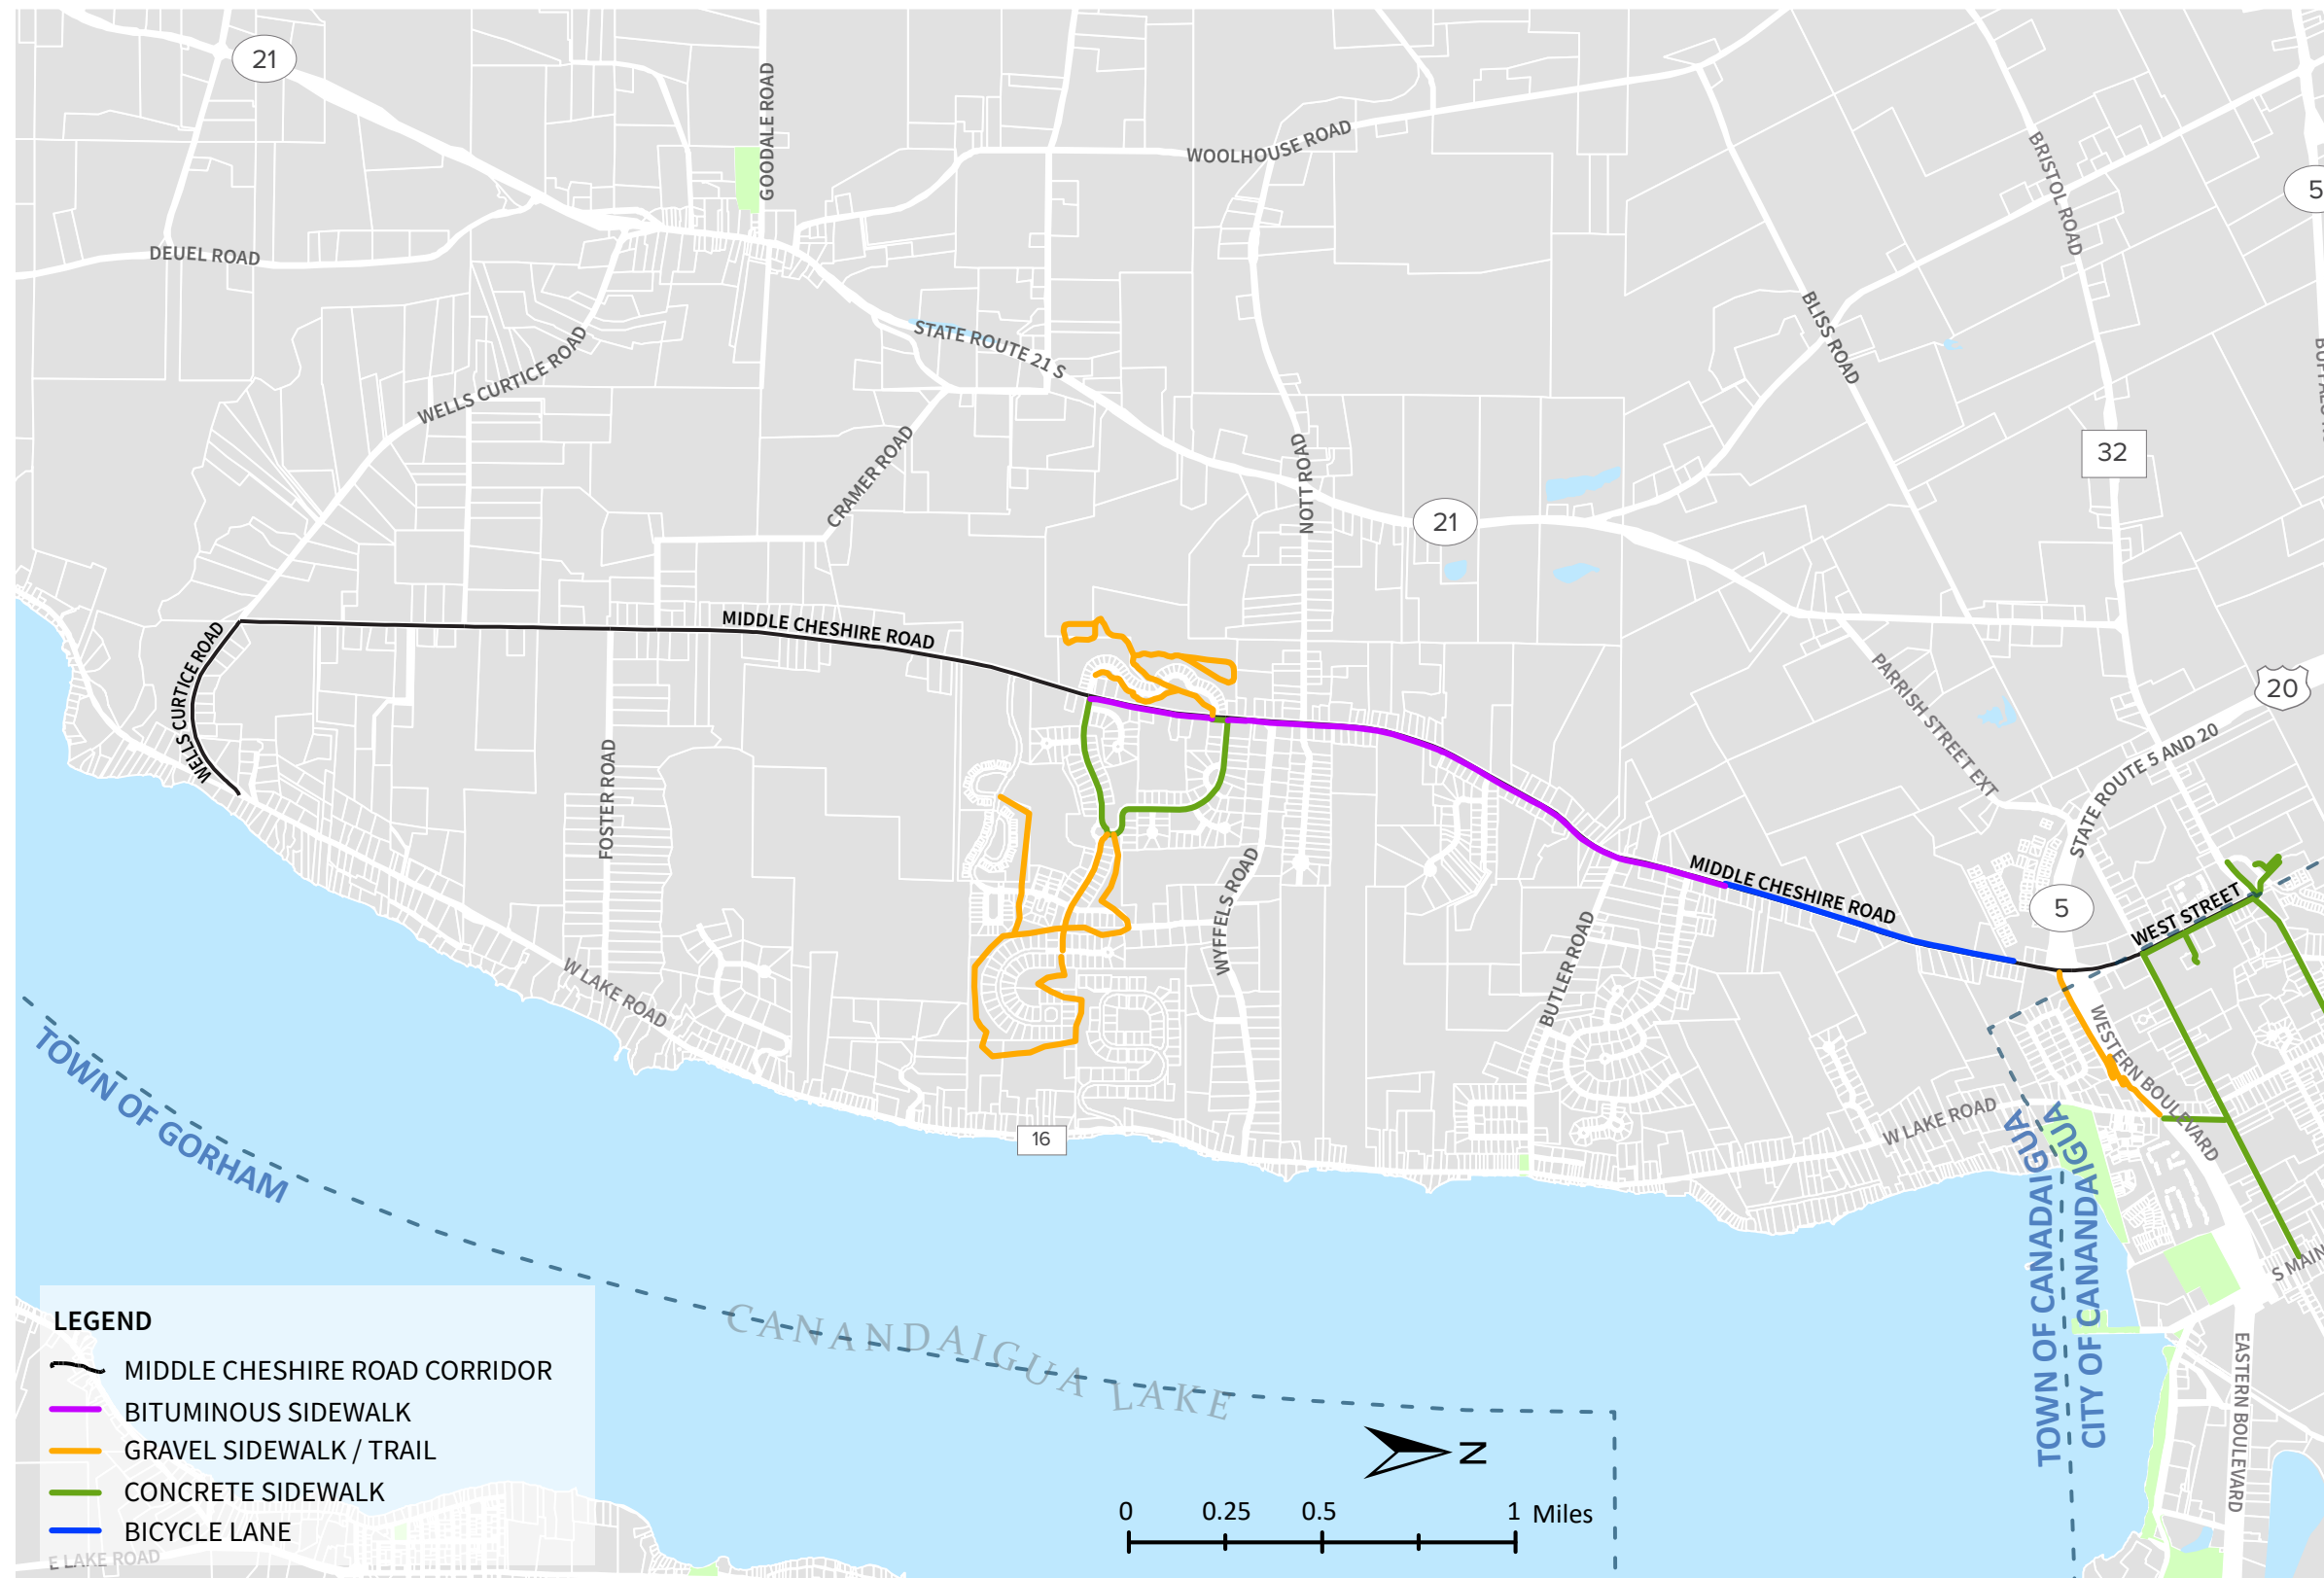 21
GOODALE ROAD
WOOLHOUSE ROAD
BRISTOL ROAD
5
DEUEL ROAD
STATE ROUTE 21 S
BLISS ROAD
WELLS CURTICE ROAD
CRAMER ROAD
NOTT ROAD
32
21
MIDDLE CHESHIRE ROAD
WELLS CURTICE ROAD
PARRISH STREET EXT
20
STATE ROUTE 5 AND 20
FOSTER ROAD
MIDDLE CHESHIRE ROAD
5
WEST STREET
WYFFELS ROAD
BUTLER ROAD
W LAKE ROAD
WESTERN BOULEVARD
W LAKE ROAD
16
TOWN OF GORHAM
TOWN OF CANADAIGUA
CITY OF CANANDAIGUA
S MAIN
EASTERN BOULEVARD
CANANDAIGUA LAKE
LEGEND
MIDDLE CHESHIRE ROAD CORRIDOR
BITUMINOUS SIDEWALK
GRAVEL SIDEWALK / TRAIL
CONCRETE SIDEWALK
BICYCLE LANE
E LAKE ROAD
N
0 0.25 0.5 1 Miles